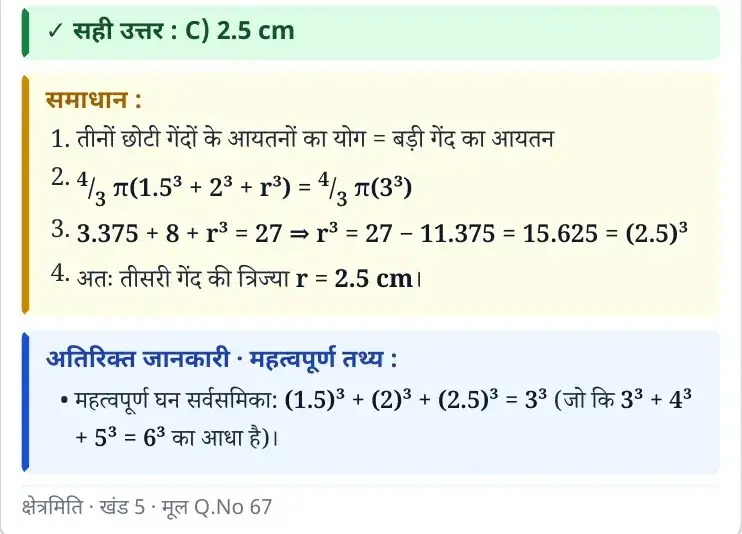 ✓ सही उत्तर : C) 2.5 cm
समाधान :
1. तीनों छोटी गेंदों के आयतनों का योग = बड़ी गेंद का आयतन
2. ⁴/₃ π(1.5³ + 2³ + r³) = ⁴/₃ π(3³)
3. 3.375 + 8 + r³ = 27 ⇒ r³ = 27 − 11.375 = 15.625 = (2.5)³
4. अतः तीसरी गेंद की त्रिज्या r = 2.5 cm।
अतिरिक्त जानकारी · महत्वपूर्ण तथ्य :
• महत्वपूर्ण घन सर्वसमिका: (1.5)³ + (2)³ + (2.5)³ = 3³ (जो कि 3³ + 4³
+ 5³ = 6³ का आधा है)।
क्षेत्रमिति · खंड 5 · मूल Q.No 67